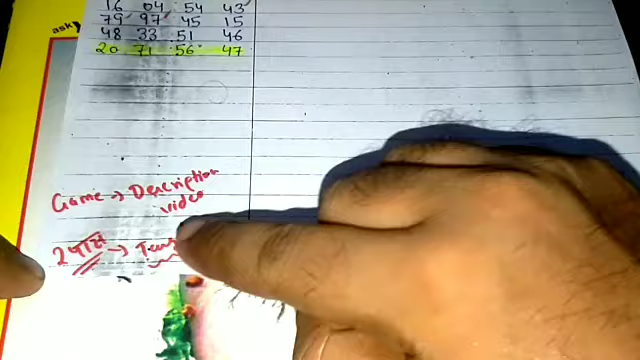 ask
16 04 54 43
79 97 45 15
48 33 51 46
20 71 56 47
Game → Description
video